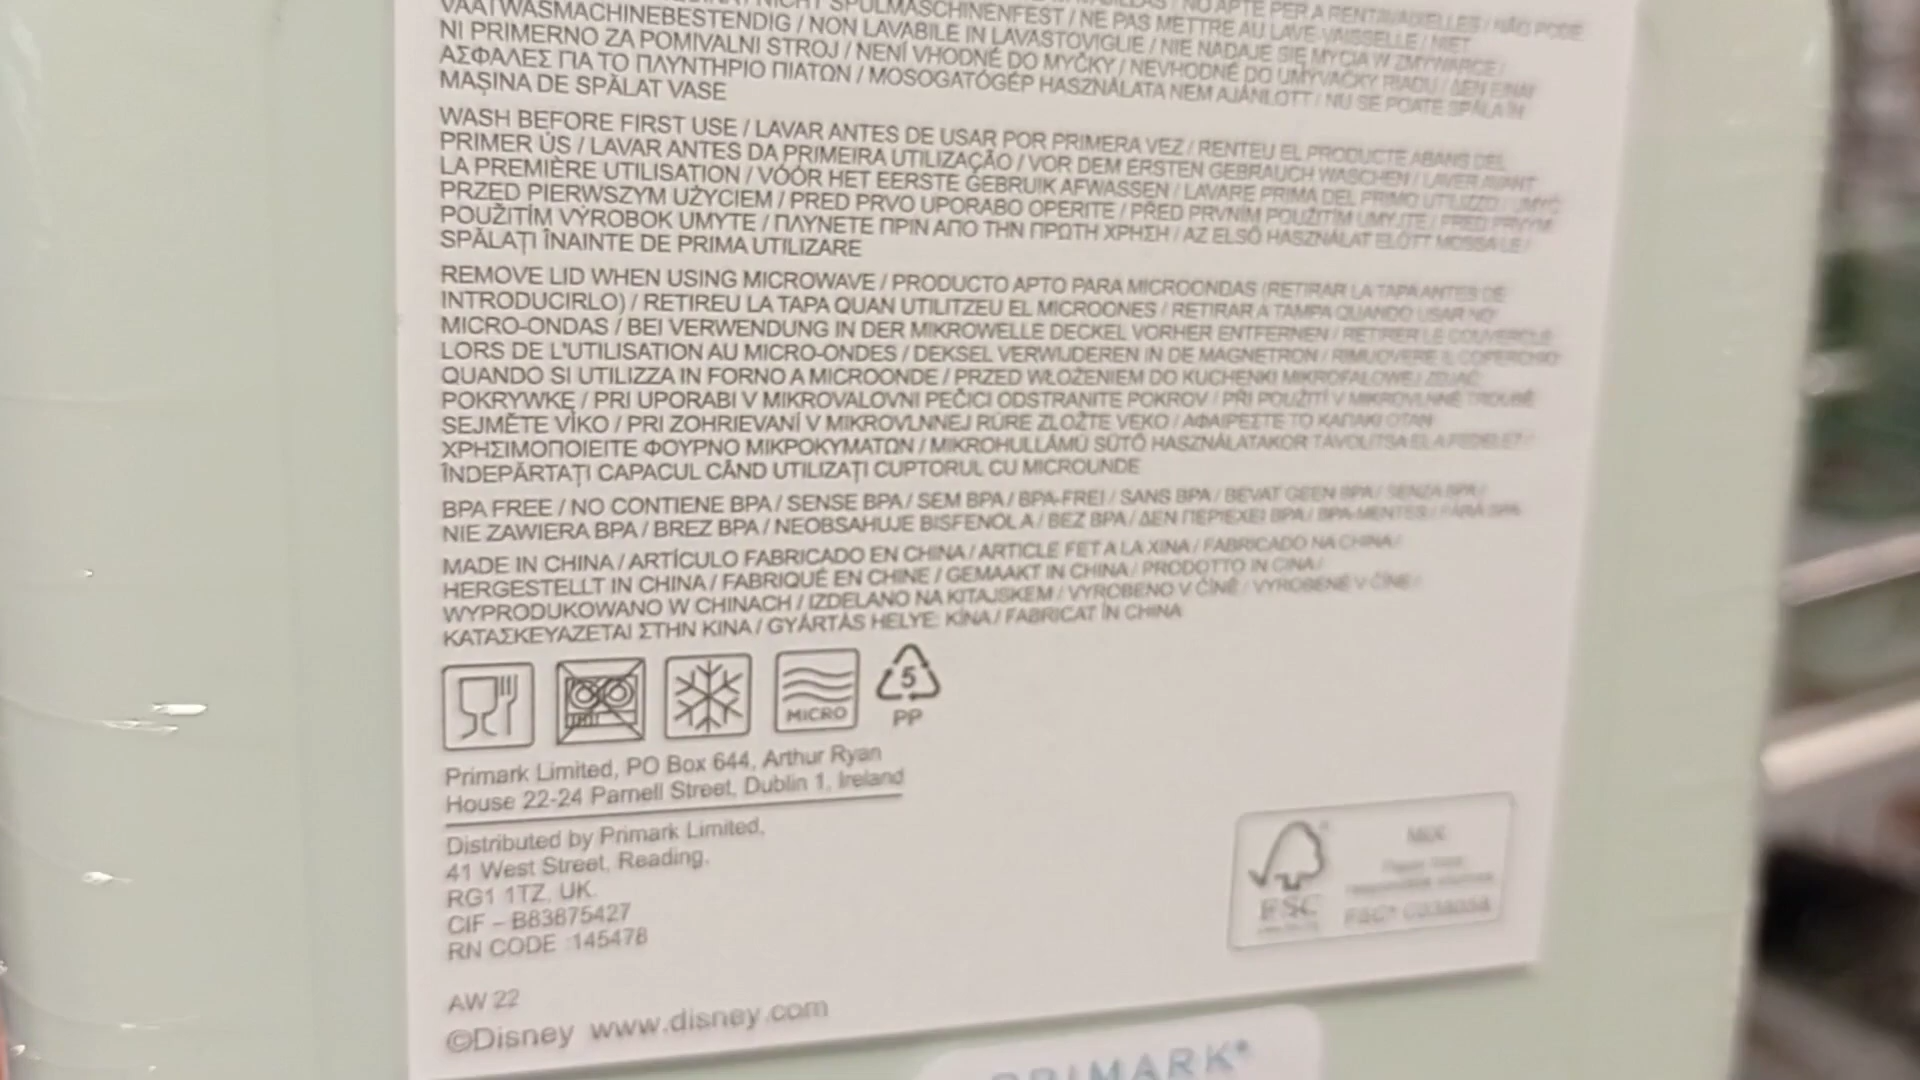 VAATWASMACHINEBESTENDIG / NON LAVABILE IN LAVASTOVIGLIE / NIE NADAJE SIĘ MYCIA W ZMYWARCE /
NI PRIMERNO ZA POMIVALNI STROJ / NENÍ VHODNÉ DO MYČKY / NEVHODNÉ DO UMÝVAČKY RIADU / ΔΕΝ ΕΙΝΑΙ
ΑΣΦΑΛΕΣ ΓΙΑ ΤΟ ΠΛΥΝΤΗΡΙΟ ΠΙΑΤΩΝ / MOSOGATÓGÉP HASZNÁLATA NEM AJÁNLOTT / NU SE POATE SPĂLA ÎN
MAȘINA DE SPĂLAT VASE
WASH BEFORE FIRST USE / LAVAR ANTES DE USAR POR PRIMERA VEZ / RENTEU EL PRODUCTE ABANS DEL
PRIMER ÚS / LAVAR ANTES DA PRIMEIRA UTILIZAÇÃO / VOR DEM ERSTEN GEBRAUCH WASCHEN / LAVER AVANT
LA PREMIÈRE UTILISATION / VÓÓR HET EERSTE GEBRUIK AFWASSEN / LAVARE PRIMA DEL PRIMO UTILIZZO / UMYĆ
PRZED PIERWSZYM UŻYCIEM / PRED PRVO UPORABO OPERITE / PŘED PRVNÍM POUŽITÍM UMYJTE / PRED PRVÝM
POUŽITÍM VÝROBOK UMYTE / ΠΛΥΝΕΤΕ ΠΡΙΝ ΑΠΟ ΤΗΝ ΠΡΩΤΗ ΧΡΗΣΗ / AZ ELSŐ HASZNÁLAT ELŐTT MOSSA LE /
SPĂLAȚI ÎNAINTE DE PRIMA UTILIZARE
REMOVE LID WHEN USING MICROWAVE / PRODUCTO APTO PARA MICROONDAS (RETIRAR LA TAPA ANTES DE
INTRODUCIRLO) / RETIREU LA TAPA QUAN UTILITZEU EL MICROONES / RETIRAR A TAMPA QUANDO USAR NO
MICRO-ONDAS / BEI VERWENDUNG IN DER MIKROWELLE DECKEL VORHER ENTFERNEN / RETIRER LE COUVERCLE
LORS DE L'UTILISATION AU MICRO-ONDES / DEKSEL VERWIJDEREN IN DE MAGNETRON / RIMUOVERE IL COPERCHIO
QUANDO SI UTILIZZA IN FORNO A MICROONDE / PRZED WŁOŻENIEM DO KUCHENKI MIKROFALOWEJ ZDJĄĆ
POKRYWKĘ / PRI UPORABI V MIKROVALOVNI PEČICI ODSTRANITE POKROV / PŘI POUŽITÍ V MIKROVLNNÉ TROUBĚ
SEJMĚTE VÍKO / PRI ZOHRIEVANÍ V MIKROVLNNEJ RÚRE ZLOŽTE VEKO / ΑΦΑΙΡΕΣΤΕ ΤΟ ΚΑΠΑΚΙ ΟΤΑΝ
ΧΡΗΣΙΜΟΠΟΙΕΙΤΕ ΦΟΥΡΝΟ ΜΙΚΡΟΚΥΜΑΤΩΝ / MIKROHULLÁMÚ SÜTŐ HASZNÁLATAKOR TÁVOLÍTSA EL A FEDELET /
ÎNDEPĂRTAȚI CAPACUL CÂND UTILIZAȚI CUPTORUL CU MICROUNDE
BPA FREE / NO CONTIENE BPA / SENSE BPA / SEM BPA / BPA-FREI / SANS BPA / BEVAT GEEN BPA / SENZA BPA /
NIE ZAWIERA BPA / BREZ BPA / NEOBSAHUJE BISFENOL A / BEZ BPA / ΔΕΝ ΠΕΡΙΕΧΕΙ BPA / BPA-MENTES / FĂRĂ BPA
MADE IN CHINA / ARTÍCULO FABRICADO EN CHINA / ARTICLE FET A LA XINA / FABRICADO NA CHINA /
HERGESTELLT IN CHINA / FABRIQUÉ EN CHINE / GEMAAKT IN CHINA / PRODOTTO IN CINA /
WYPRODUKOWANO W CHINACH / IZDELANO NA KITAJSKEM / VYROBENO V ČÍNĚ / VYROBENÉ V ČÍNE /
ΚΑΤΑΣΚΕΥΑΖΕΤΑΙ ΣΤΗΝ ΚΙΝΑ / GYÁRTÁS HELYE: KÍNA / FABRICAT ÎN CHINA
MICRO
5
PP
Primark Limited, PO Box 644, Arthur Ryan
House 22-24 Parnell Street, Dublin 1, Ireland
Distributed by Primark Limited,
41 West Street, Reading,
RG1 1TZ, UK.
CIF – B83875427
RN CODE :145478
AW 22
©Disney www.disney.com
FSC
MIX
PRIMARK®